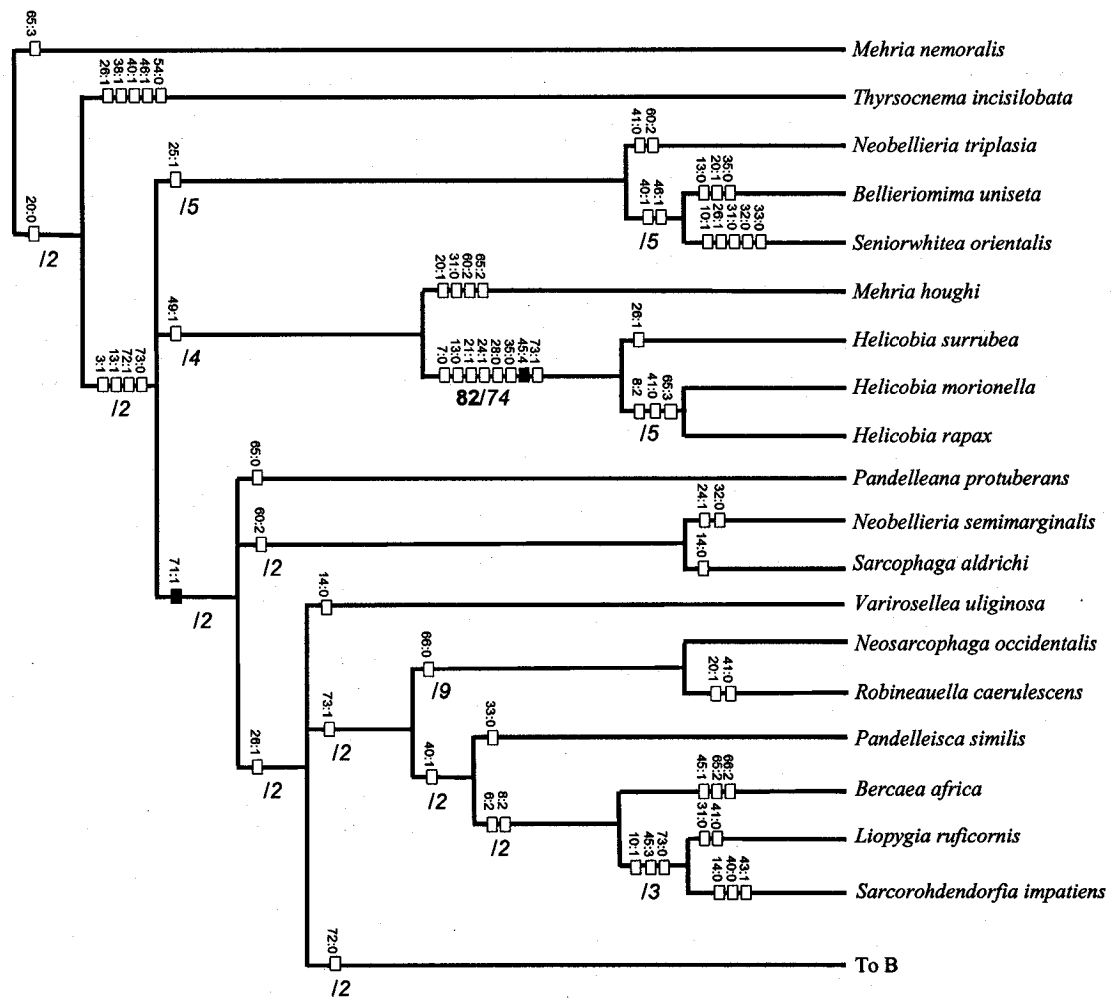 65:3
Mehria nemoralis
26:1 38:1 40:1 46:1 54:0
Thyrsocnema incisilobata
20:0
/2
25:1
/5
41:0 60:2
Neobellieria triplasia
13:0 20:1 35:0
Bellieriomima uniseta
40:1 46:1
/5
10:1 26:1 31:0 32:0 33:0
Seniorwhitea orientalis
3:1 13:1 72:1 73:0
/2
49:1
/4
20:1 31:0 60:2 65:2
Mehria houghi
7:0 13:0 21:1 24:1 28:0 35:0 45:4 73:1
82/74
26:1
Helicobia surrubea
8:2 41:0 65:3
/5
Helicobia morionella
Helicobia rapax
71:1
/2
65:0
Pandelleana protuberans
60:2
/2
24:1 32:0
Neobellieria semimarginalis
14:0
Sarcophaga aldrichi
26:1
/2
14:0
Varirosellea uliginosa
73:1
/2
66:0
/9
Neosarcophaga occidentalis
20:1 41:0
Robineauella caerulescens
40:1
/2
33:0
Pandelleisca similis
6:2 8:2
/2
45:1 65:2 66:2
Bercaea africa
10:1 45:3 73:0
/3
31:0 41:0
Liopygia ruficornis
14:0 40:0 43:1
Sarcorohdendorfia impatiens
72:0
/2
To B